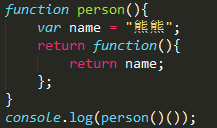 function person(){
    var name = "熊熊";
    return function(){
        return name;
    };
}
console.log(person()());